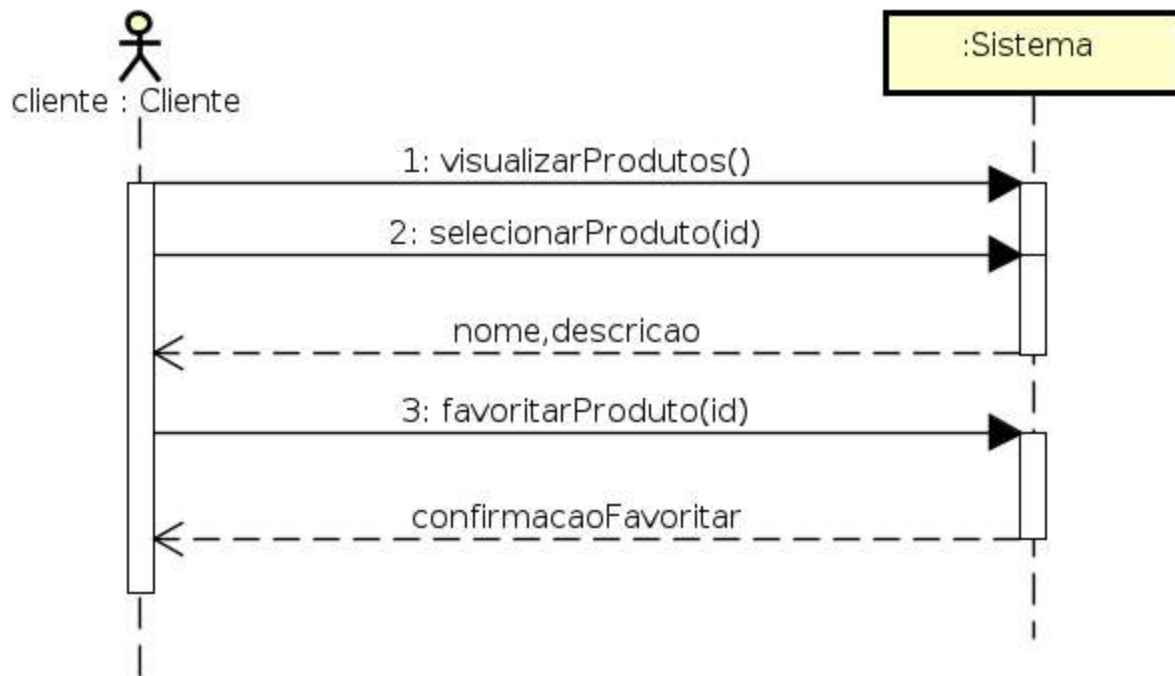 :Sistema
cliente : Cliente
1: visualizarProdutos()
2: selecionarProduto(id)
nome,descricao
3: favoritarProduto(id)
confirmacaoFavoritar